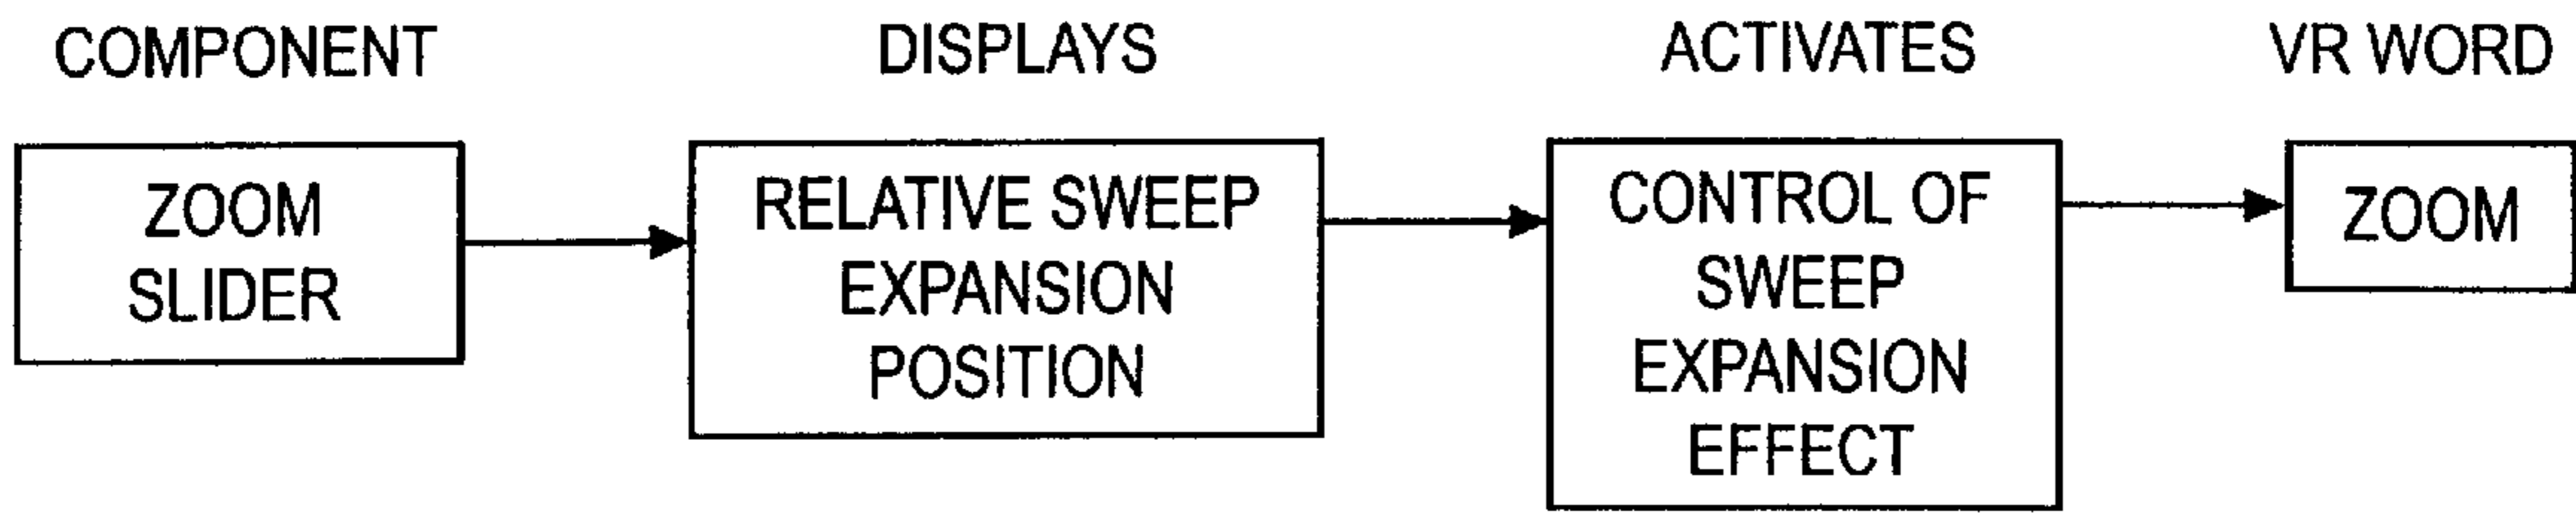 COMPONENT
DISPLAYS
ACTIVATES
VR WORD
ZOOM
SLIDER
RELATIVE SWEEP
EXPANSION
POSITION
CONTROL OF
SWEEP
EXPANSION
EFFECT
ZOOM